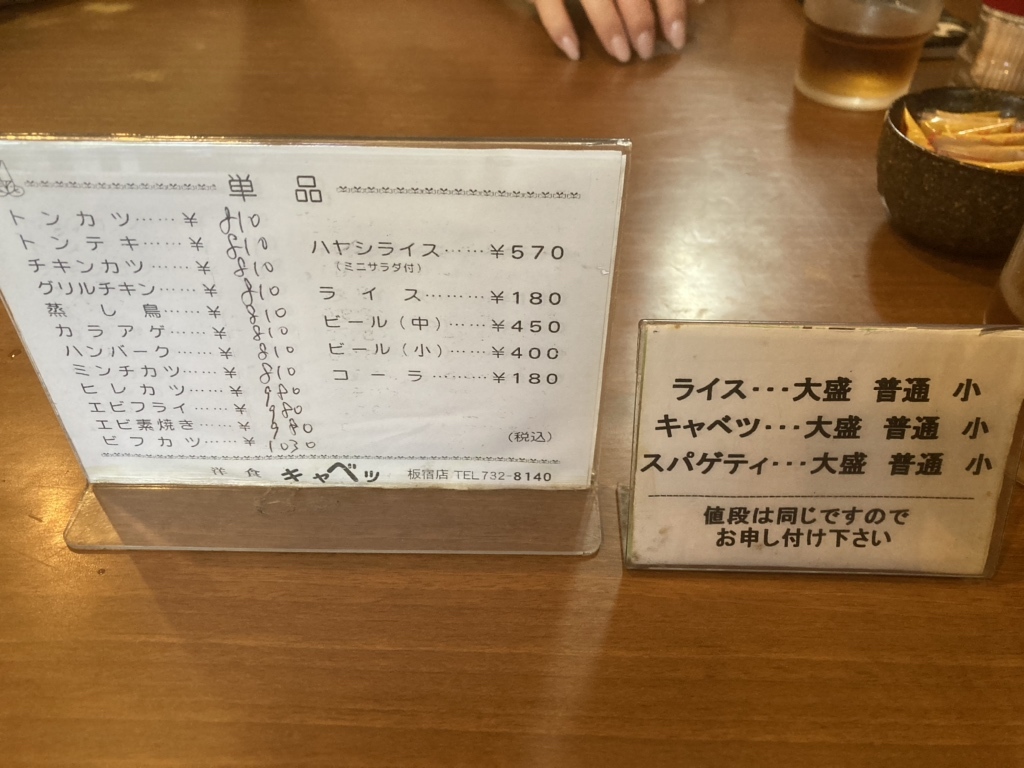 単品
トンカツ……¥810
トンテキ……¥810
チキンカツ……¥810
グリルチキン……¥810
蒸し鳥……¥810
カラアゲ……¥810
ハンバーク……¥810
ミンチカツ……¥810
ヒレカツ……¥980
エビフライ……¥980
エビ素焼き……¥980
ビフカツ……¥1030
ハヤシライス……¥570
(ミニサラダ付)
ライス………¥180
ビール(中)……¥450
ビール(小)……¥400
コーラ………¥180
(税込)
洋食 キャベツ 板宿店 TEL732-8140
ライス・・・大盛 普通 小
キャベツ・・・大盛 普通 小
スパゲティ・・・大盛 普通 小
値段は同じですので
お申し付け下さい